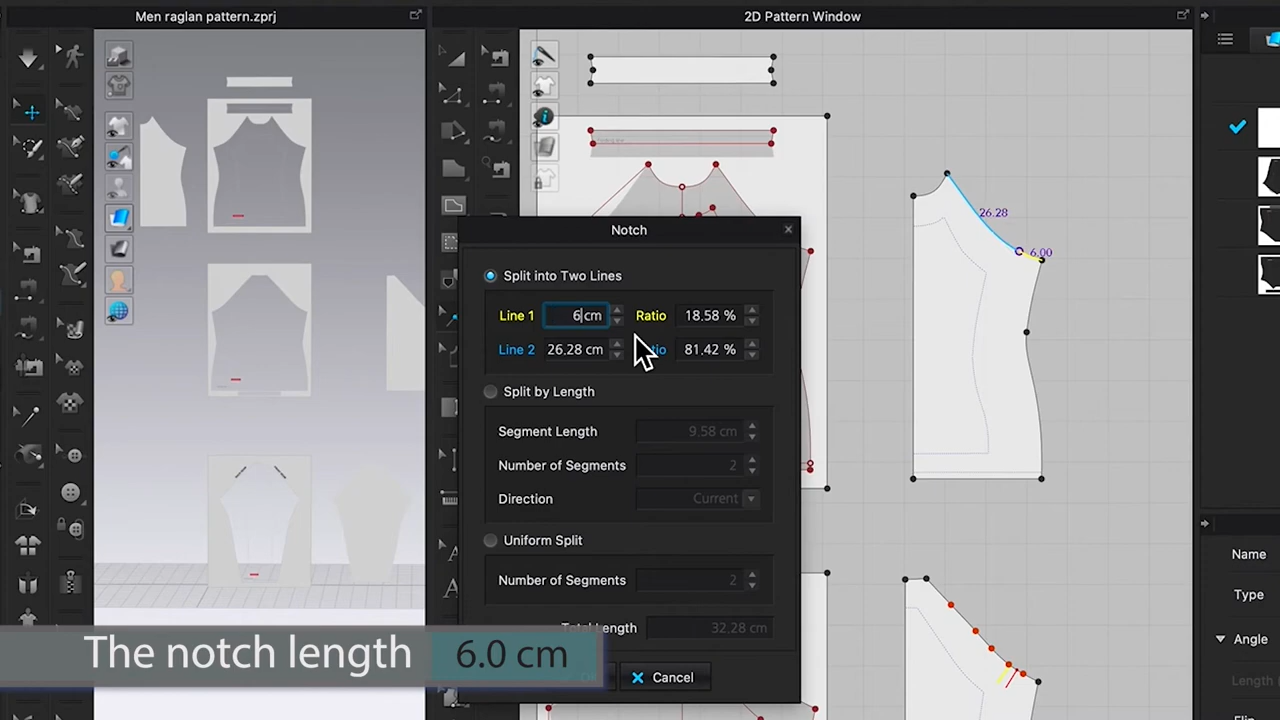 Men raglan pattern.zprj
2D Pattern Window
26.28
6.00
Notch
Split into Two Lines
Line 1 6 cm Ratio 18.58 %
Line 2 26.28 cm 81.42 %
Split by Length
Segment Length 9.58 cm
Number of Segments 2
Direction Current
Uniform Split
Number of Segments 2
Total Length 32.28 cm
Cancel
Name
Type
Angle
Length
The notch length 6.0 cm